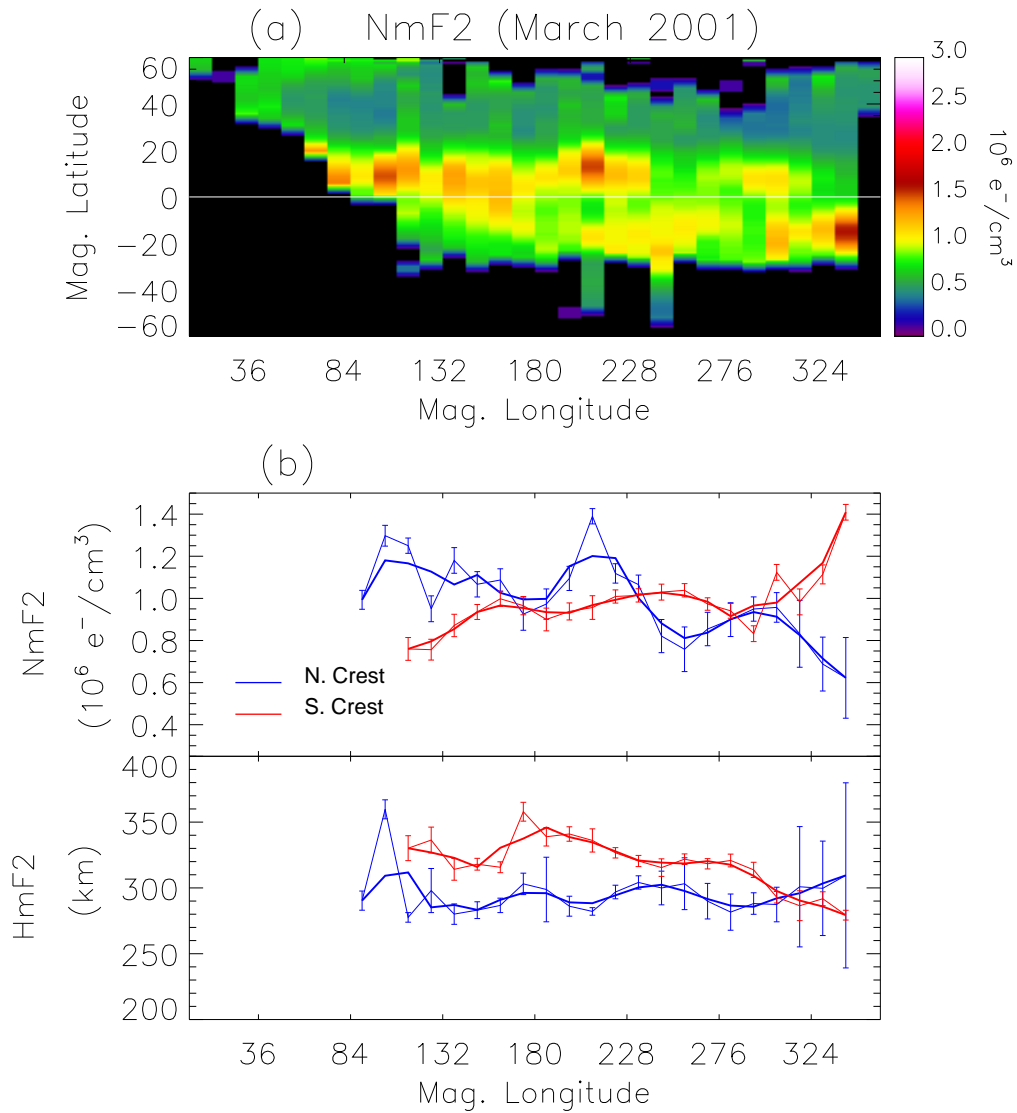 (a) NmF2 (March 2001)
60
40
20
0
−20
−40
−60
Mag. Latitude
36 84 132 180 228 276 324
Mag. Longitude
3.0
2.5
2.0
1.5
1.0
0.5
0.0
10⁶ e⁻/cm³
(b)
1.4
1.2
1.0
0.8
0.6
0.4
NmF2
(10⁶ e⁻/cm³)
N. Crest
S. Crest
400
350
300
250
200
HmF2
(km)
36 84 132 180 228 276 324
Mag. Longitude